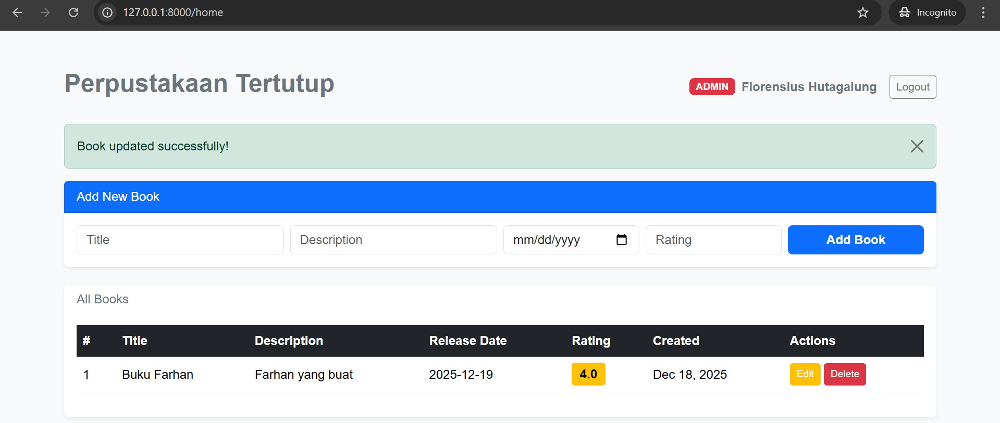 127.0.0.1:8000/home
Incognito
Perpustakaan Tertutup
ADMIN Florensius Hutagalung Logout
Book updated successfully!
Add New Book
Title Description mm/dd/yyyy Rating Add Book
All Books
# Title Description Release Date Rating Created Actions
1 Buku Farhan Farhan yang buat 2025-12-19 4.0 Dec 18, 2025 Edit Delete